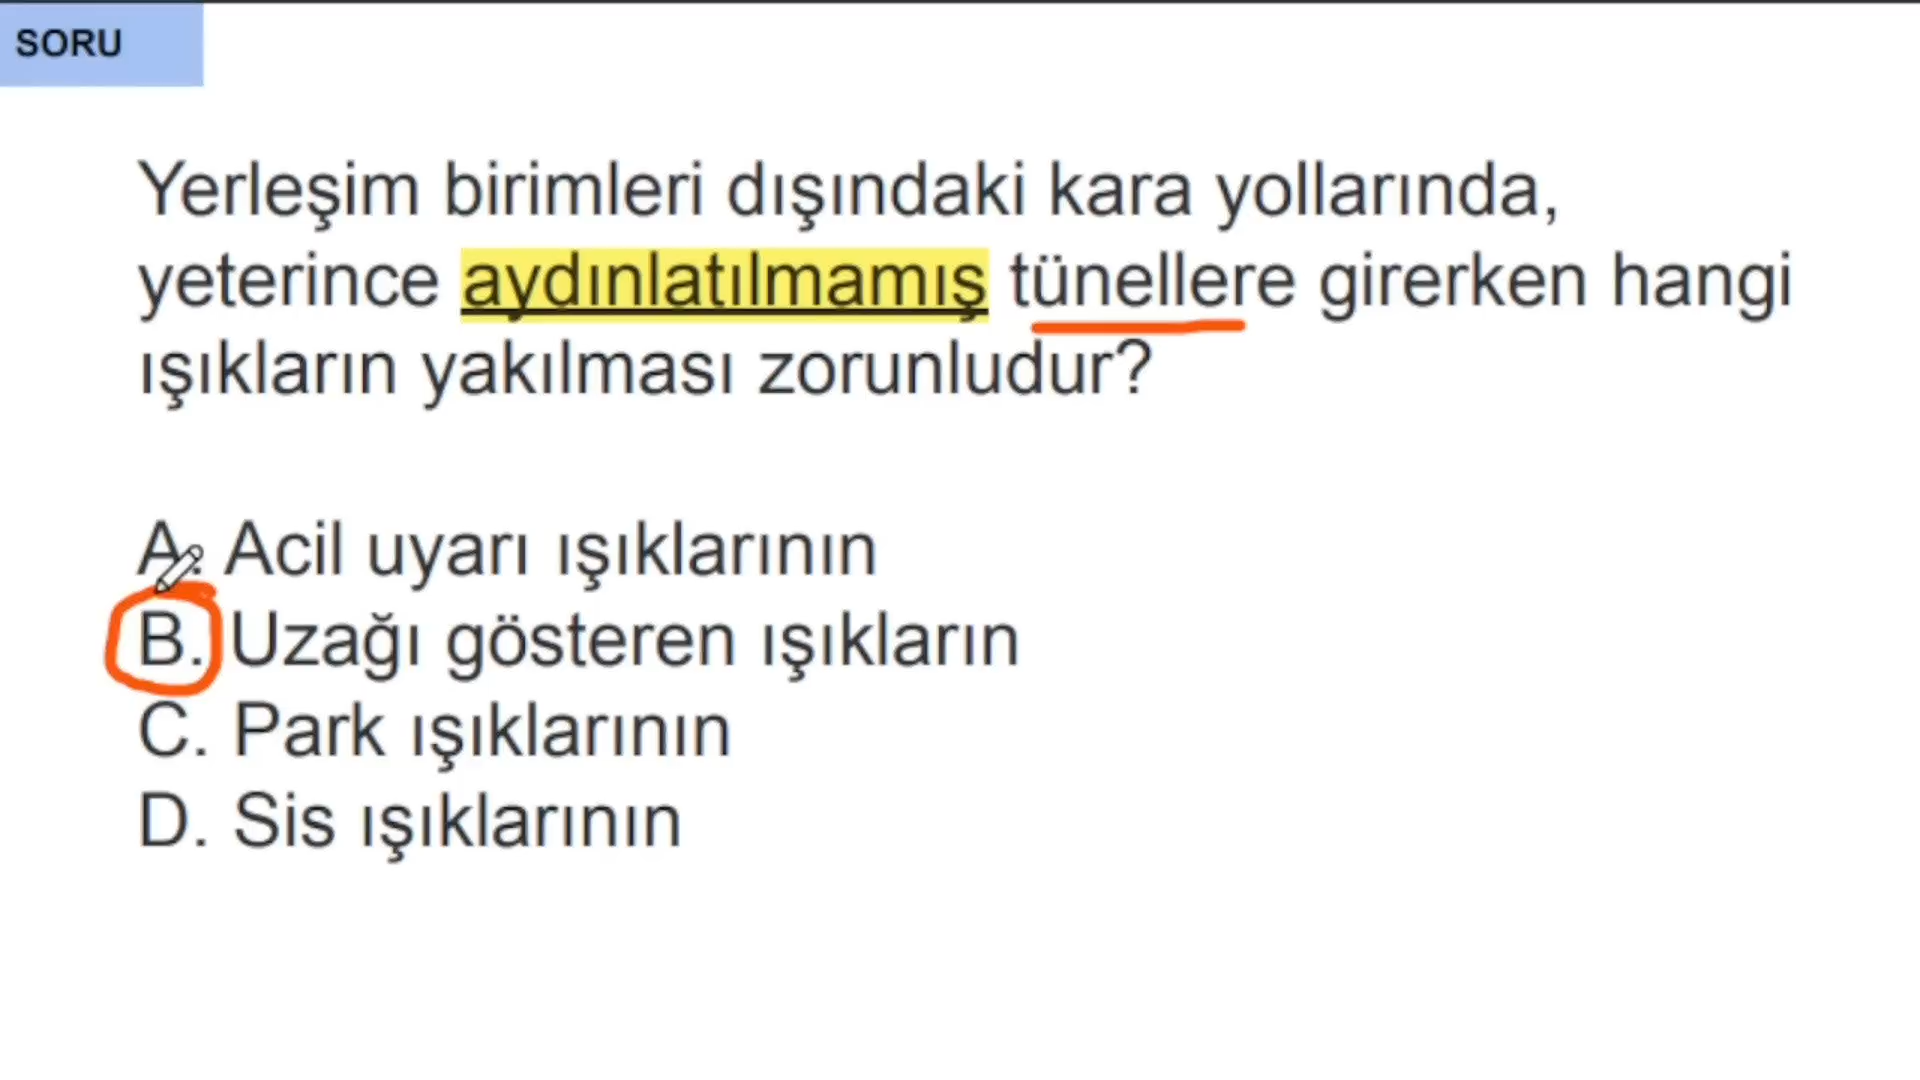 SORU
Yerleşim birimleri dışındaki kara yollarında,
yeterince aydınlatılmamış tünellere girerken hangi
ışıkların yakılması zorunludur?
A. Acil uyarı ışıklarının
B. Uzağı gösteren ışıkların
C. Park ışıklarının
D. Sis ışıklarının